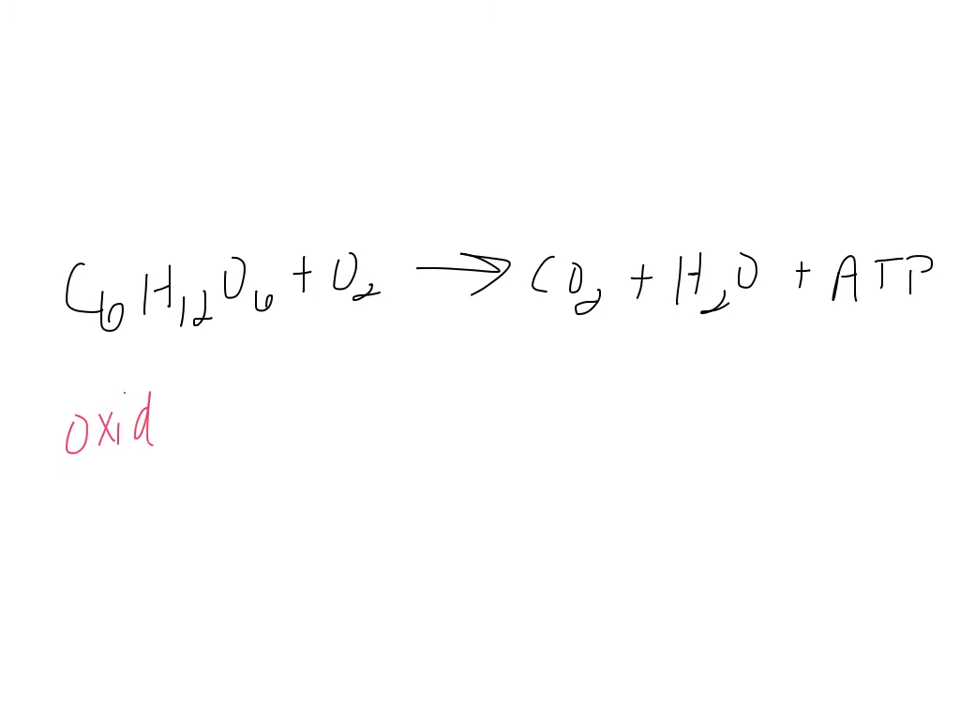 C₆H₁₂O₆ + O₂ → CO₂ + H₂O + ATP
oxid